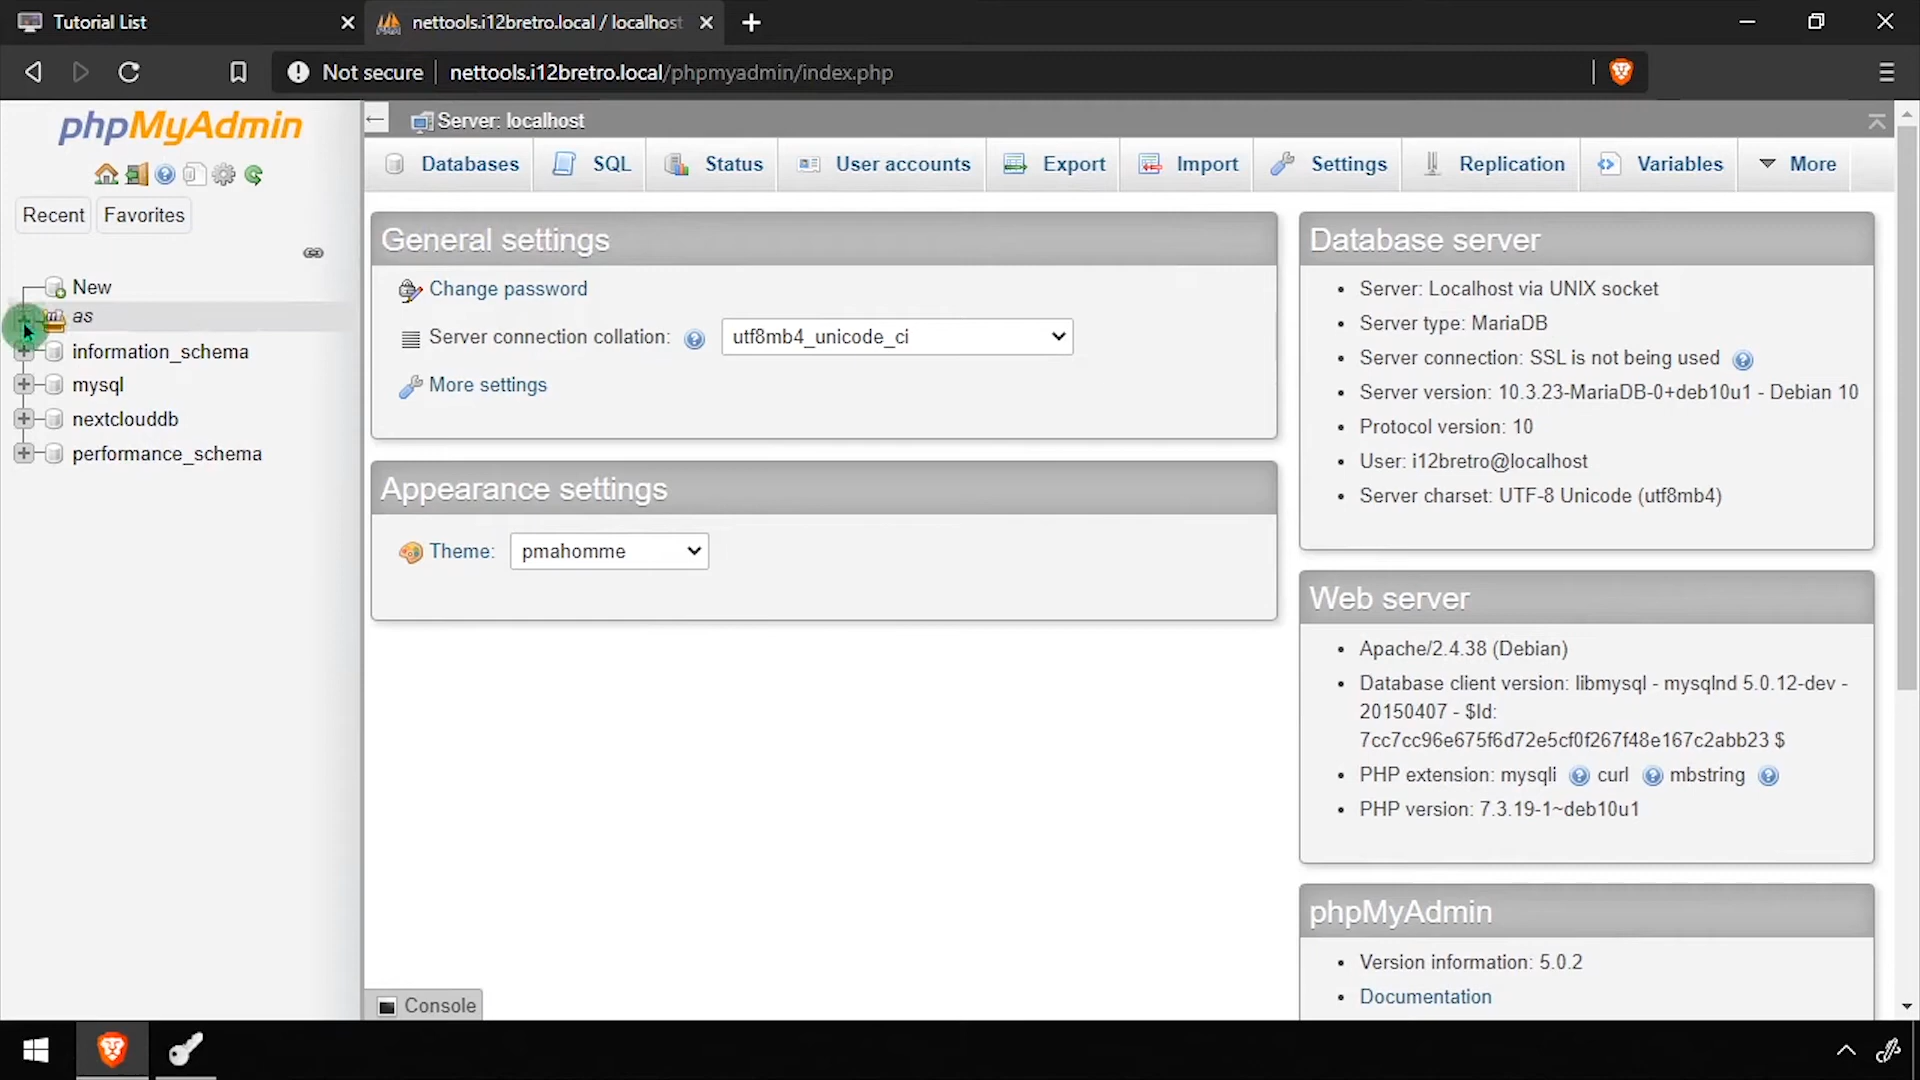 Tutorial List
nettools.i12bretro.local / localhost
Not secure
nettools.i12bretro.local/phpmyadmin/index.php
phpMyAdmin
Recent
Favorites
New
as
information_schema
mysql
nextclouddb
performance_schema
Server: localhost
Databases
SQL
Status
User accounts
Export
Import
Settings
Replication
Variables
More
General settings
Change password
Server connection collation:
utf8mb4_unicode_ci
More settings
Appearance settings
Theme:
pmahomme
Database server
Server: Localhost via UNIX socket
Server type: MariaDB
Server connection: SSL is not being used
Server version: 10.3.23-MariaDB-0+deb10u1 - Debian 10
Protocol version: 10
User: i12bretro@localhost
Server charset: UTF-8 Unicode (utf8mb4)
Web server
Apache/2.4.38 (Debian)
Database client version: libmysql - mysqlnd 5.0.12-dev -
20150407 - $Id:
7cc7cc96e675f6d72e5cf0f267f48e167c2abb23 $
PHP extension: mysqli curl mbstring
PHP version: 7.3.19-1~deb10u1
phpMyAdmin
Version information: 5.0.2
Documentation
Console